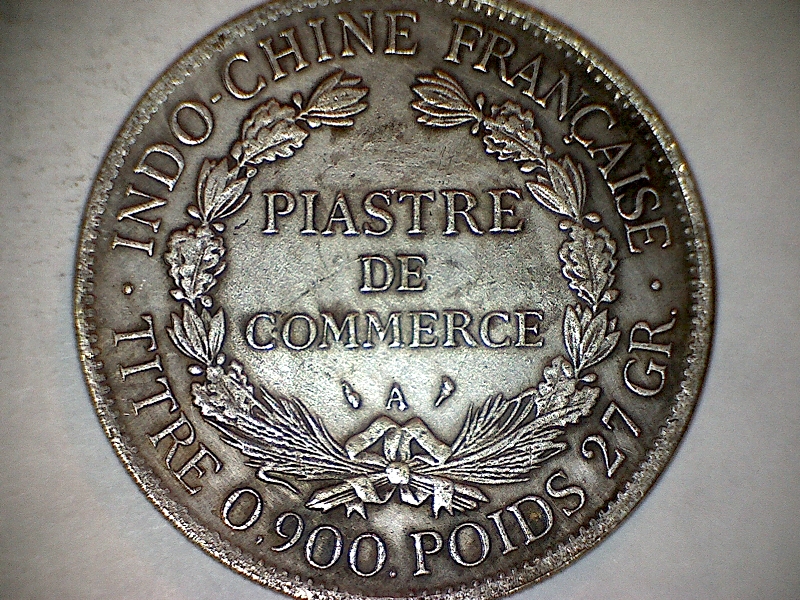 INDO-CHINE FRANÇAISE
PIASTRE
DE
COMMERCE
A
TITRE 0,900. POIDS 27 GR.